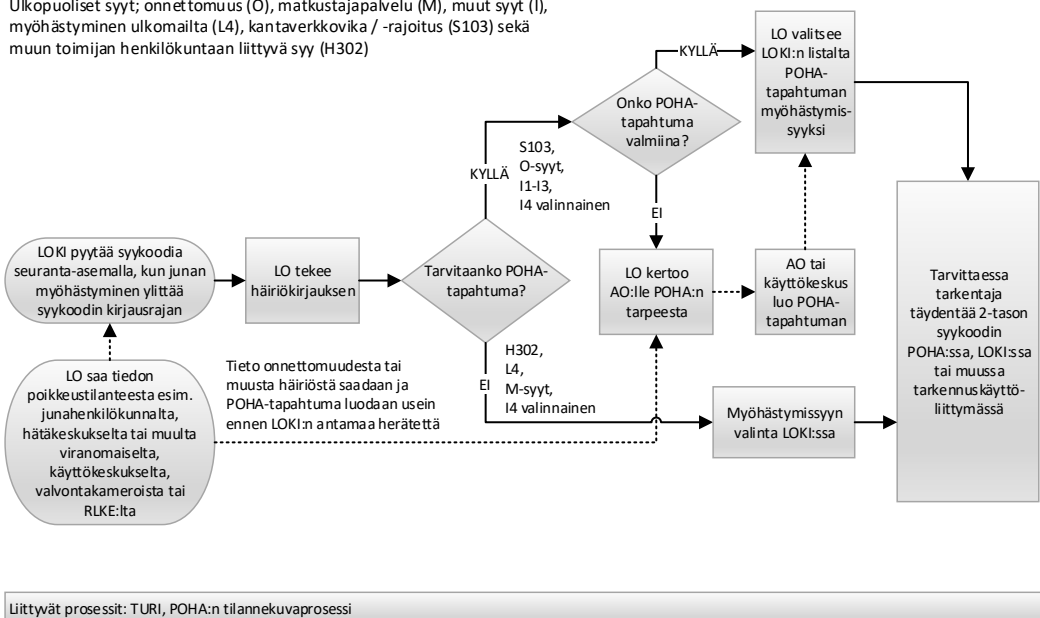 Ulkopuoliset syyt; onnettomuus (O), matkustajapalvelu (M), muut syyt (I),
myöhästyminen ulkomailta (L4), kantaverkkovika / -rajoitus (S103) sekä
muun toimijan henkilökuntaan liittyvä syy (H302)
LOKI pyytää syykoodia
seuranta-asemalla, kun junan
myöhästyminen ylittää
syykoodin kirjausrajan
LO tekee
häiriökirjauksen
Tarvitaanko POHA-
tapahtuma?
KYLLÄ
S103,
O-syyt,
I1-I3,
I4 valinnainen
Onko POHA-
tapahtuma
valmiina?
KYLLÄ
LO valitsee
LOKI:n listalta
POHA-
tapahtuman
myöhästymis-
syyksi
EI
LO kertoo
AO:lle POHA:n
tarpeesta
AO tai
käyttökeskus
luo POHA-
tapahtuman
EI
H302,
L4,
M-syyt,
I4 valinnainen
Myöhästymissyyn
valinta LOKI:ssa
Tarvittaessa
tarkentaja
täydentää 2-tason
syykoodin
POHA:ssa, LOKI:ssa
tai muussa
tarkennuskäyttö-
liittymässä
LO saa tiedon
poikkeustilanteesta esim.
junahenkilökunnalta,
hätäkeskukselta tai muulta
viranomaiselta,
käyttökeskukselta,
valvontakameroista tai
RLKE:lta
Tieto onnettomuudesta tai
muusta häiriöstä saadaan ja
POHA-tapahtuma luodaan usein
ennen LOKI:n antamaa herätettä
Liittyvät prosessit: TURI, POHA:n tilannekuvaprosessi